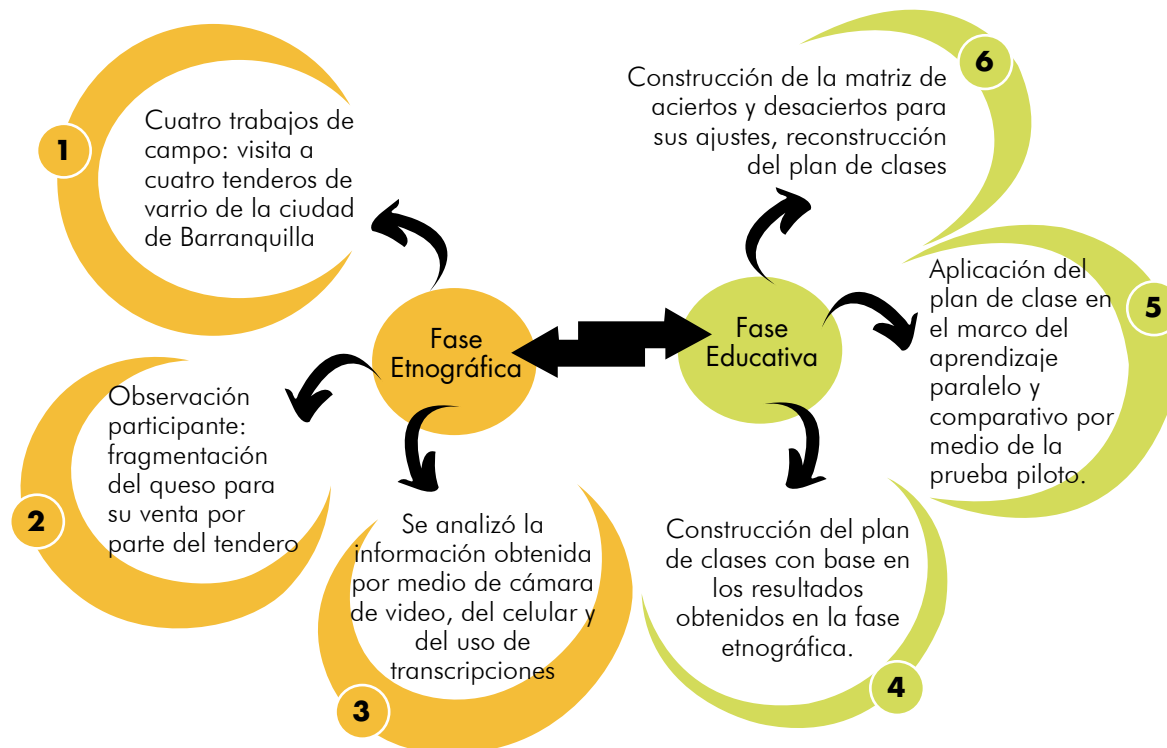 1
Cuatro trabajos de
campo: visita a
cuatro tenderos de
varrio de la ciudad
de Barranquilla
Fase
Etnográfica
2
Observación
participante:
fragmentación
del queso para
su venta por
parte del tendero
3
Se analizó la
información obtenida
por medio de cámara
de video, del celular y
del uso de
transcripciones
Fase
Educativa
4
Construcción del plan
de clases con base en
los resultados
obtenidos en la fase
etnográfica.
5
Aplicación del
plan de clase en
el marco del
aprendizaje
paralelo y
comparativo por
medio de la
prueba piloto.
6
Construcción de la matriz de
aciertos y desaciertos para
sus ajustes, reconstrucción
del plan de clases